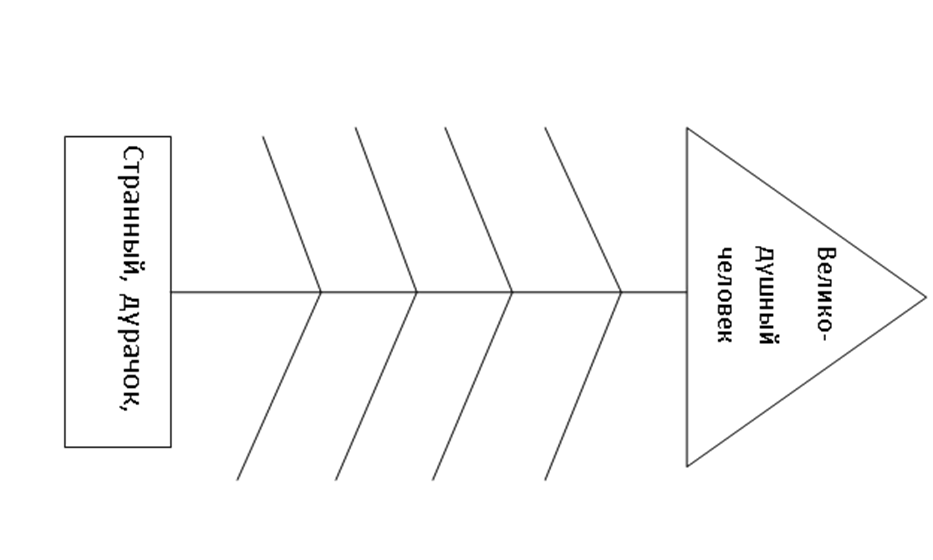 Велико-
душный
человек
Странный, дурачок,